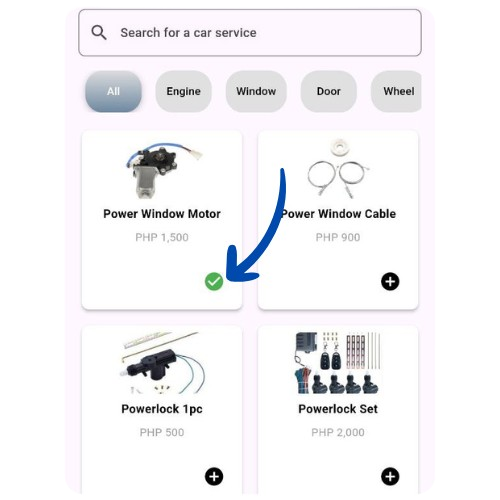 Search for a car service
All Engine Window Door Wheel
Power Window Motor Power Window Cable
PHP 1,500 PHP 900
Powerlock 1pc Powerlock Set
PHP 500 PHP 2,000